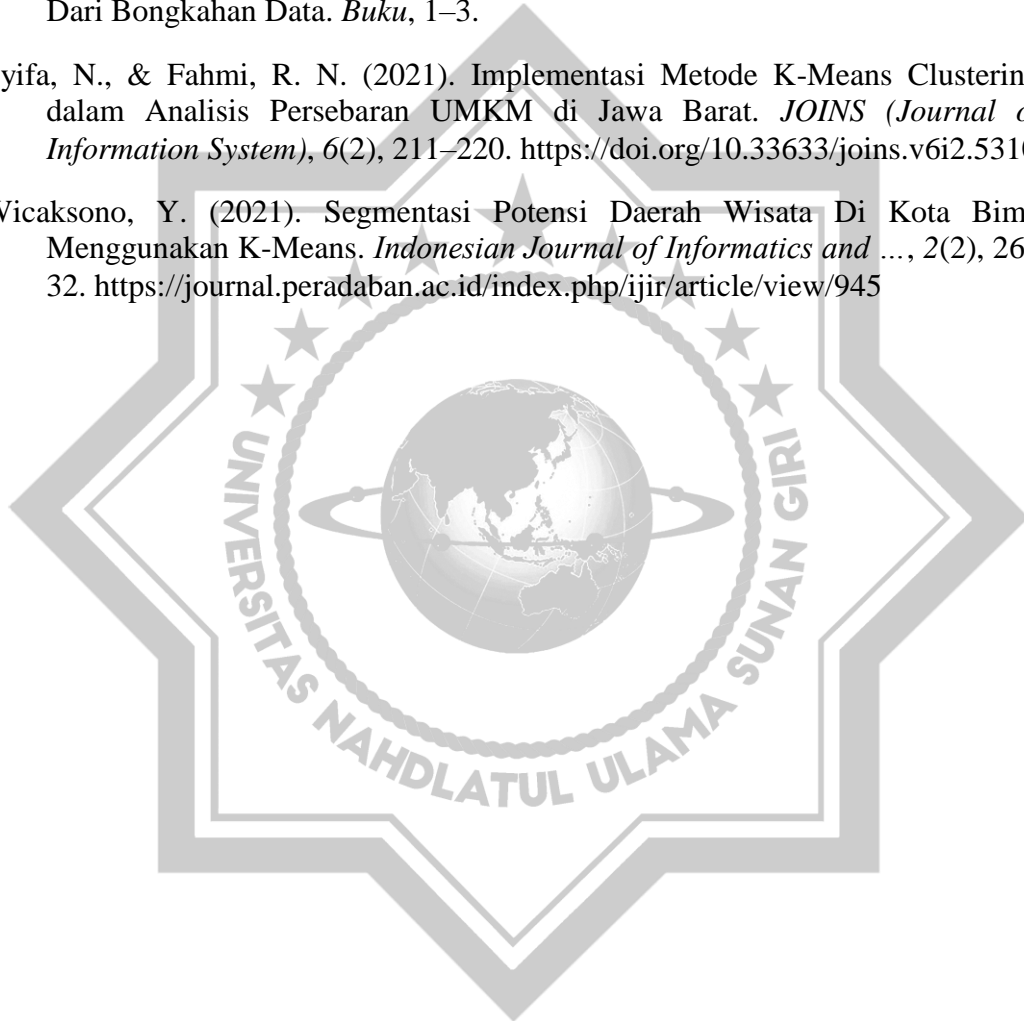 Dari Bongkahan Data. Buku, 1–3.
yifa, N., & Fahmi, R. N. (2021). Implementasi Metode K-Means Clusterin
dalam Analisis Persebaran UMKM di Jawa Barat. JOINS (Journal o
Information System), 6(2), 211–220. https://doi.org/10.33633/joins.v6i2.5310
Wicaksono, Y. (2021). Segmentasi Potensi Daerah Wisata Di Kota Bim
Menggunakan K-Means. Indonesian Journal of Informatics and ..., 2(2), 26
32. https://journal.peradaban.ac.id/index.php/ijir/article/view/945
UNIVERSITAS NAHDLATUL ULAMA SUNAN GIRI